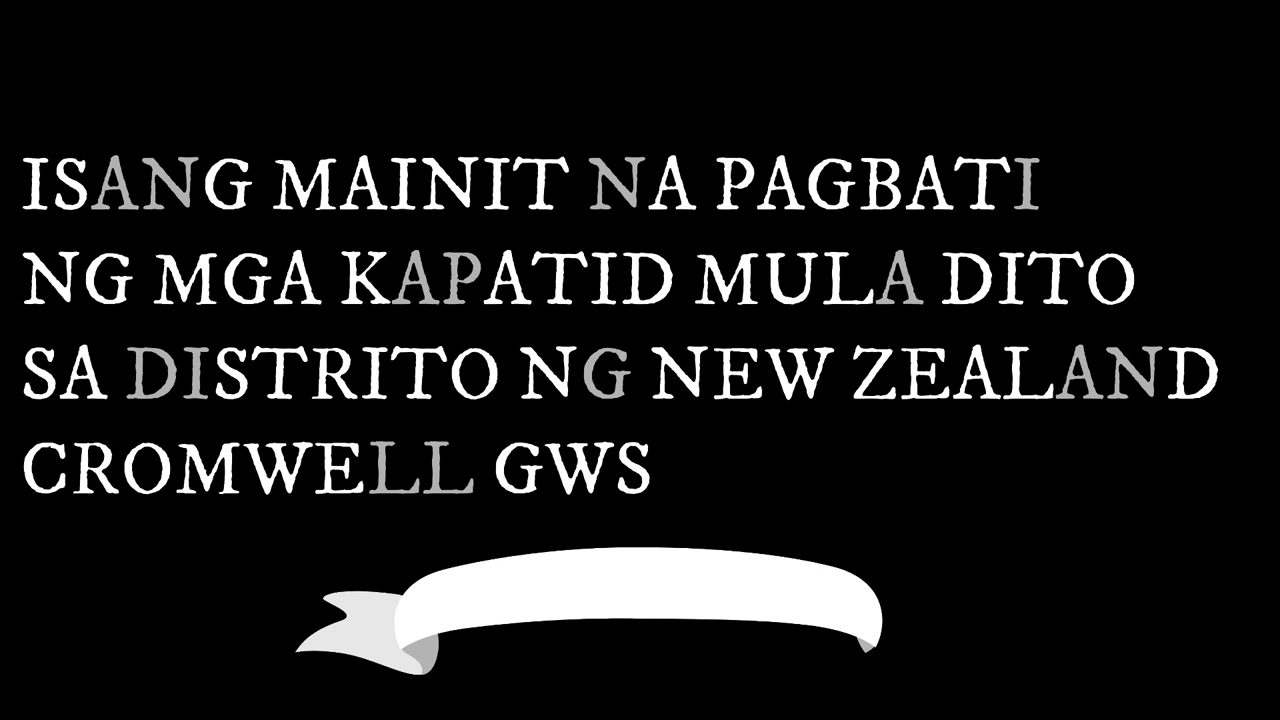 ISANG MAINIT NA PAGBATI
NG MGA KAPATID MULA DITO
SA DISTRITO NG NEW ZEALAND
CROMWELL GWS